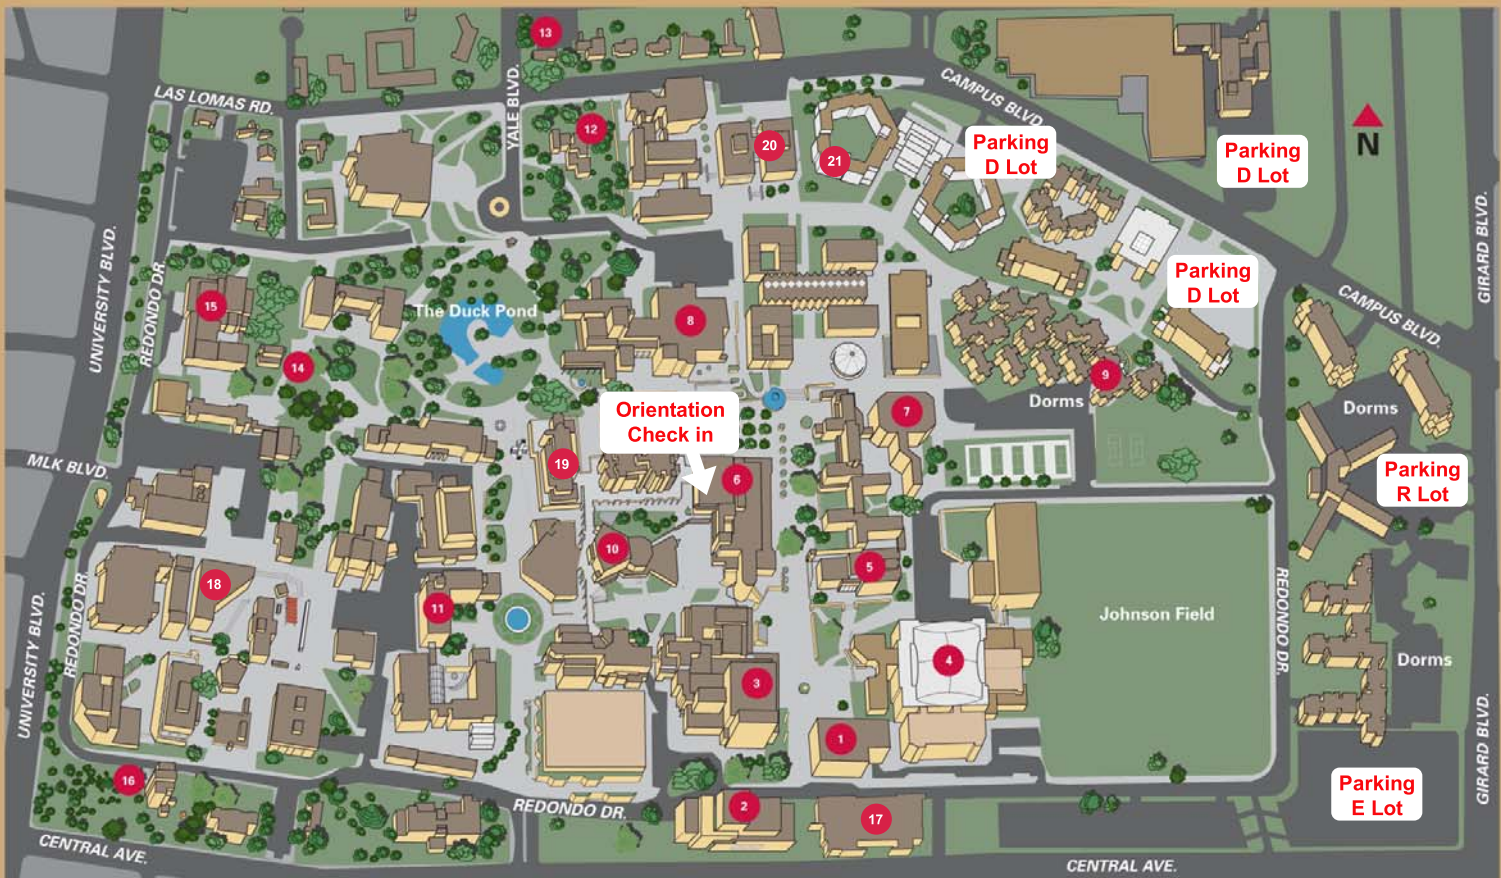 13
LAS LOMAS RD.
YALE BLVD.
CAMPUS BLVD.
12
20
21
Parking
D Lot
Parking
D Lot
N
UNIVERSITY BLVD.
REDONDO DR.
GIRARD BLVD.
Parking
D Lot
15
The Duck Pond
8
CAMPUS BLVD.
14
9
Dorms
Dorms
Orientation
Check in
7
MLK BLVD.
19
6
Parking
R Lot
10
5
18
11
UNIVERSITY BLVD.
REDONDO DR.
Johnson Field
REDONDO DR.
4
Dorms
3
1
GIRARD BLVD.
16
REDONDO DR.
2
17
Parking
E Lot
CENTRAL AVE.
CENTRAL AVE.